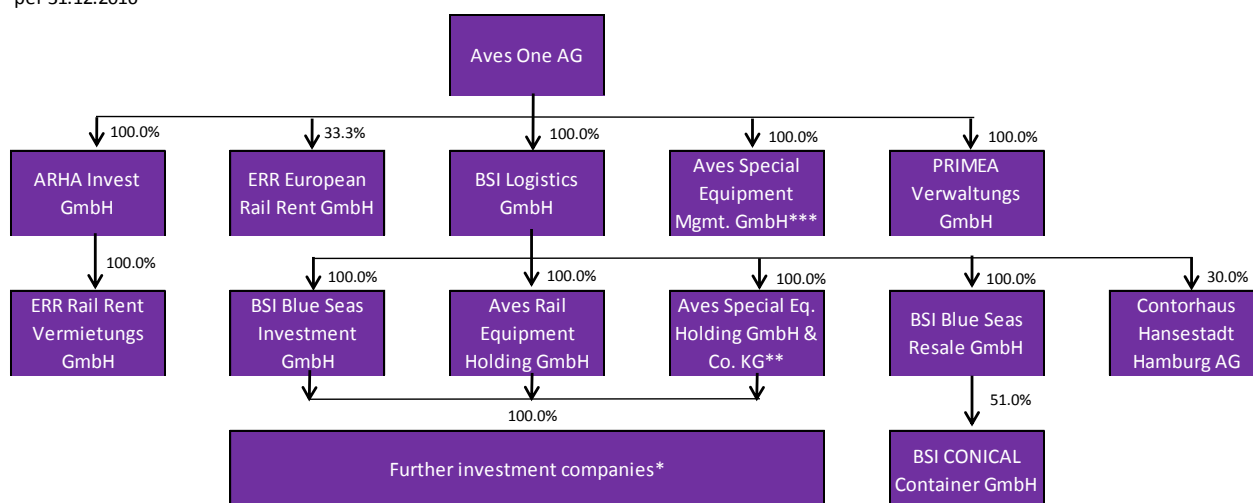 per 31.12.2016
Aves One AG
100.0%
33.3%
100.0%
100.0%
100.0%
ARHA Invest
GmbH
ERR European
Rail Rent GmbH
BSI Logistics
GmbH
Aves Special
Equipment
Mgmt. GmbH***
PRIMEA
Verwaltungs
GmbH
100.0%
100.0%
100.0%
100.0%
100.0%
30.0%
ERR Rail Rent
Vermietungs
GmbH
BSI Blue Seas
Investment
GmbH
Aves Rail
Equipment
Holding GmbH
Aves Special Eq.
Holding GmbH &
Co. KG**
BSI Blue Seas
Resale GmbH
Contorhaus
Hansestadt
Hamburg AG
100.0%
51.0%
Further investment companies*
BSI CONICAL
Container GmbH